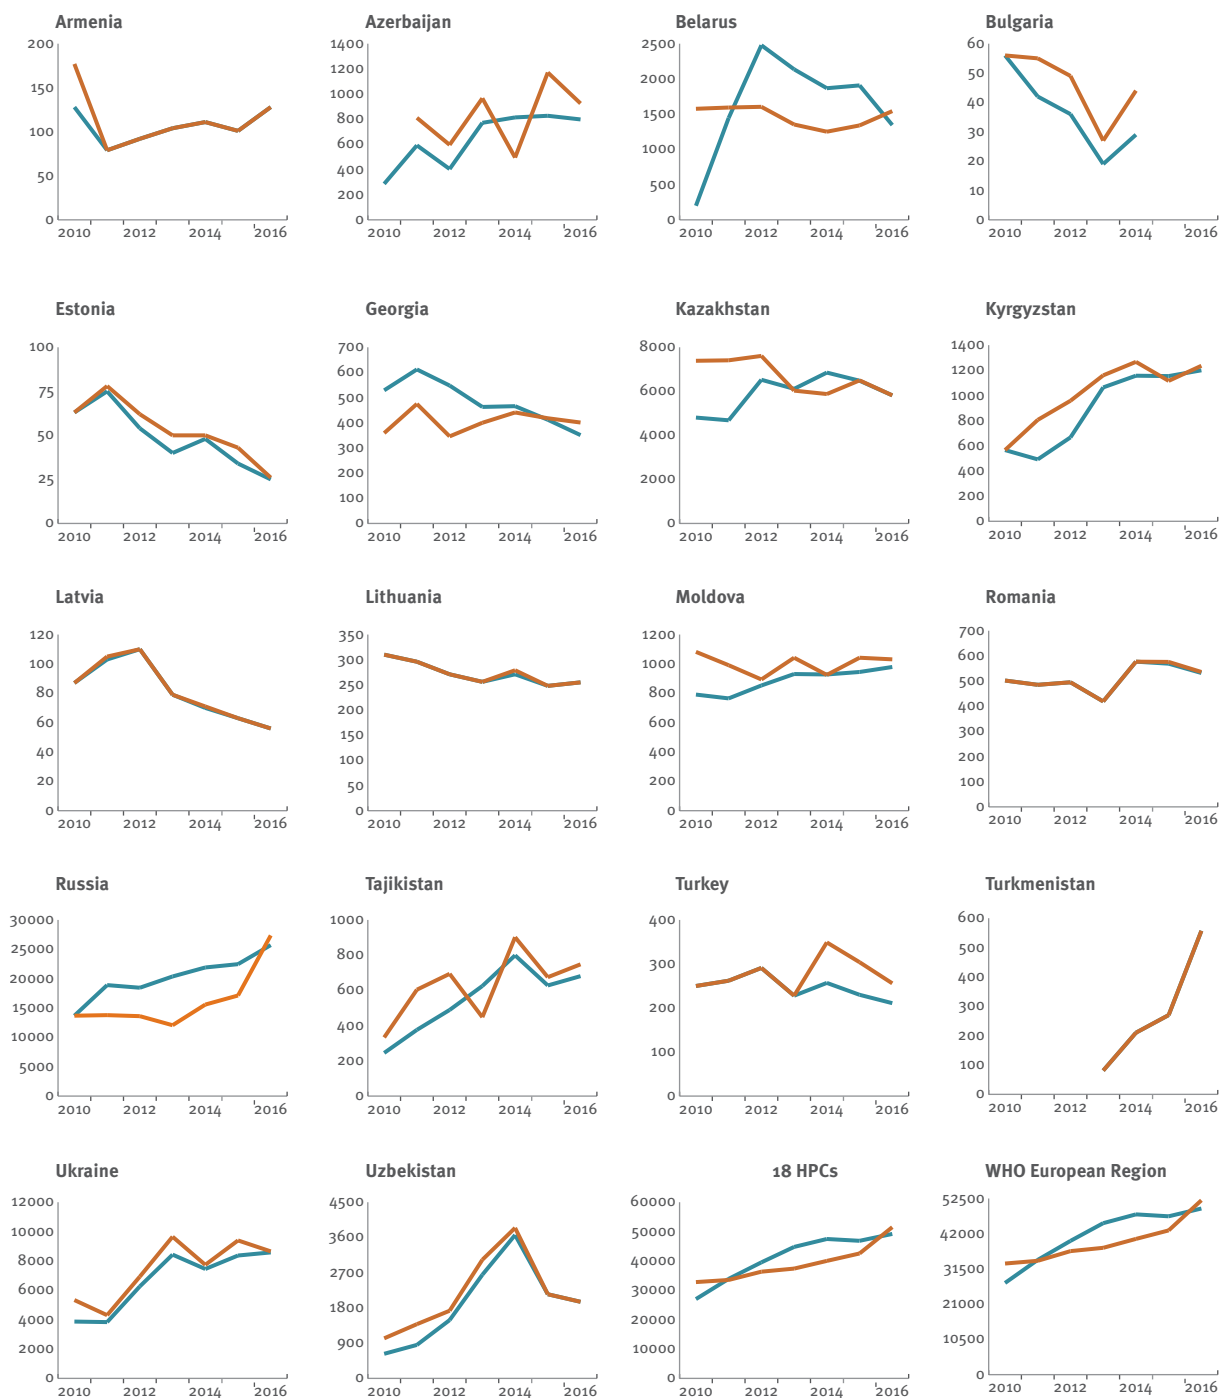 Armenia Azerbaijan Belarus Bulgaria
200 1400 2500 60
1200 50
150 1000 2000 40
800 1500
100 600 30
1000 20
50 400 500 10
200
0 0 0 0
2010 2012 2014 2016 2010 2012 2014 2016 2010 2012 2014 2016 2010 2012 2014 2016
Estonia Georgia Kazakhstan Kyrgyzstan
100 700 8000 1400
600 1200
75 500 6000 1000
400 800
50 4000 600
300
25 200 2000 400
100 200
0 0 0 0
2010 2012 2014 2016 2010 2012 2014 2016 2010 2012 2014 2016 2010 2012 2014 2016
Latvia Lithuania Moldova Romania
120 350 1200 700
100 300 1000 600
80 250 800 500
60 200 600 400
150 300
40 100 400 200
20 50 200 100
0 0 0 0
2010 2012 2014 2016 2010 2012 2014 2016 2010 2012 2014 2016 2010 2012 2014 2016
Russia Tajikistan Turkey Turkmenistan
30000 1000 400 600
25000 800 500
20000 300 400
15000 600 200 300
10000 400 200
5000 200 100 100
0 0 0 0
2010 2012 2014 2016 2010 2012 2014 2016 2010 2012 2014 2016 2010 2012 2014 2016
Ukraine Uzbekistan 18 HPCs WHO European Region
12000 4500 60000 52500
10000 3600 50000 42000
8000 2700 40000 31500
6000 1800 30000 21000
4000 20000
2000 900 10000 10500
0 0 0 0
2010 2012 2014 2016 2010 2012 2014 2016 2010 2012 2014 2016 2010 2012 2014 2016